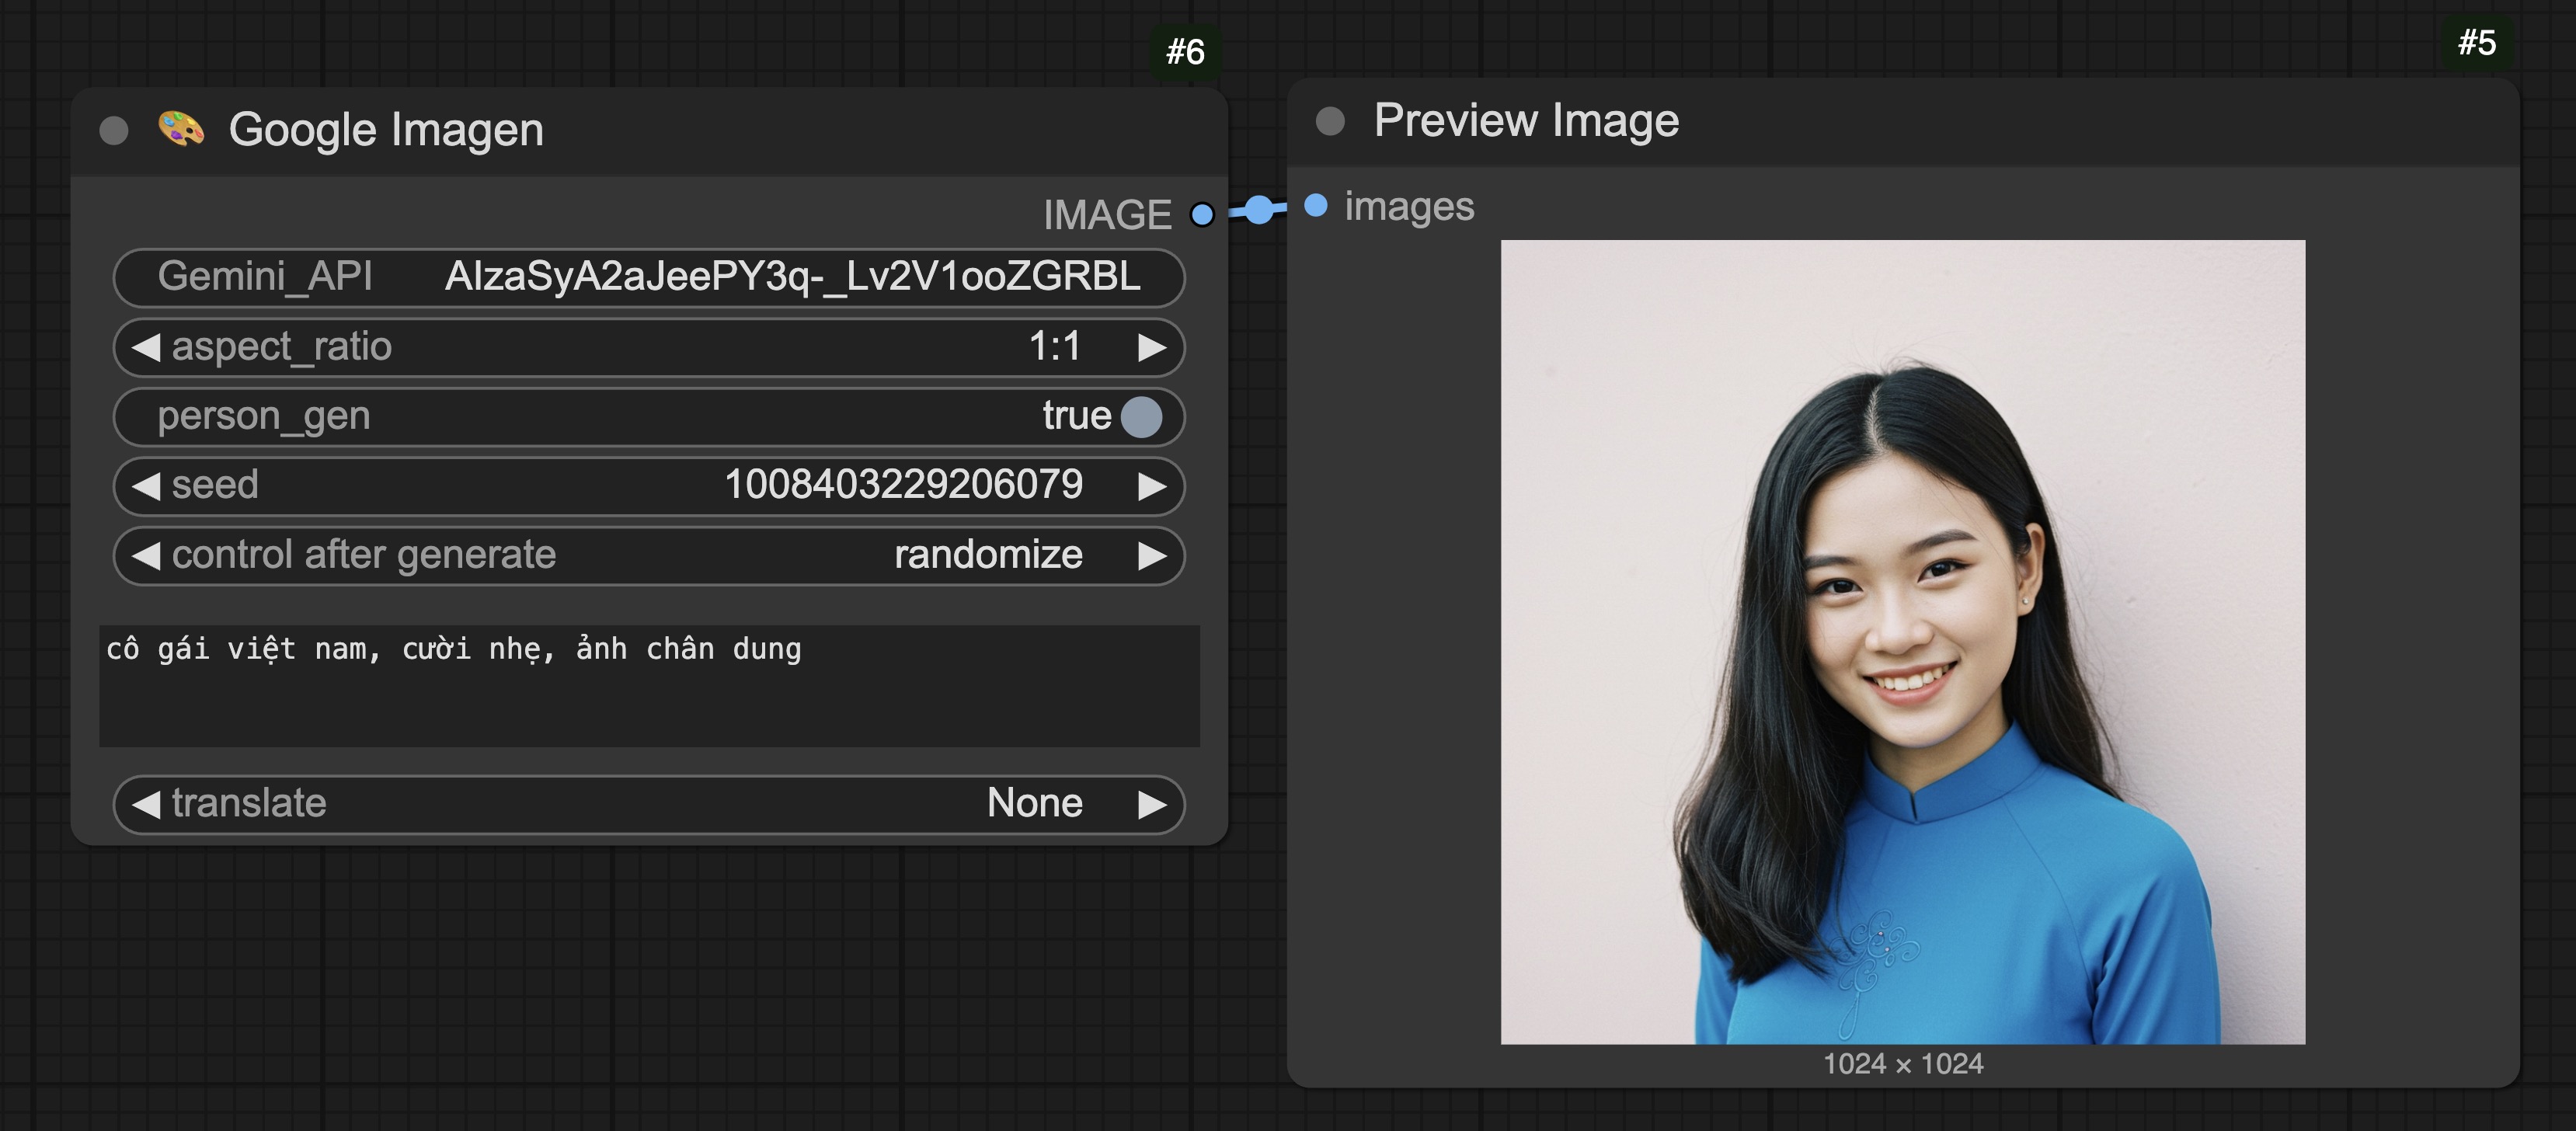 #6
Google Imagen
IMAGE
Gemini_API AIzaSyA2aJeePY3q-_Lv2V1ooZGRBL
aspect_ratio 1:1
person_gen true
seed 1008403229206079
control after generate randomize
cô gái việt nam, cười nhẹ, ảnh chân dung
translate None
#5
Preview Image
images
1024 × 1024